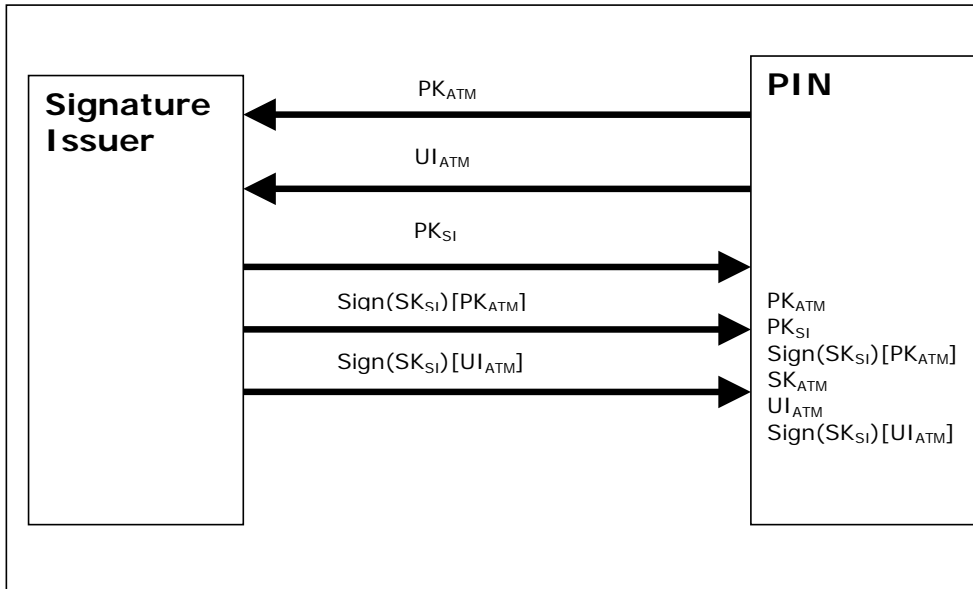 Signature
Issuer
PK_ATM
UI_ATM
PK_SI
Sign(SK_SI)[PK_ATM]
Sign(SK_SI)[UI_ATM]
PIN
PK_ATM
PK_SI
Sign(SK_SI)[PK_ATM]
SK_ATM
UI_ATM
Sign(SK_SI)[UI_ATM]